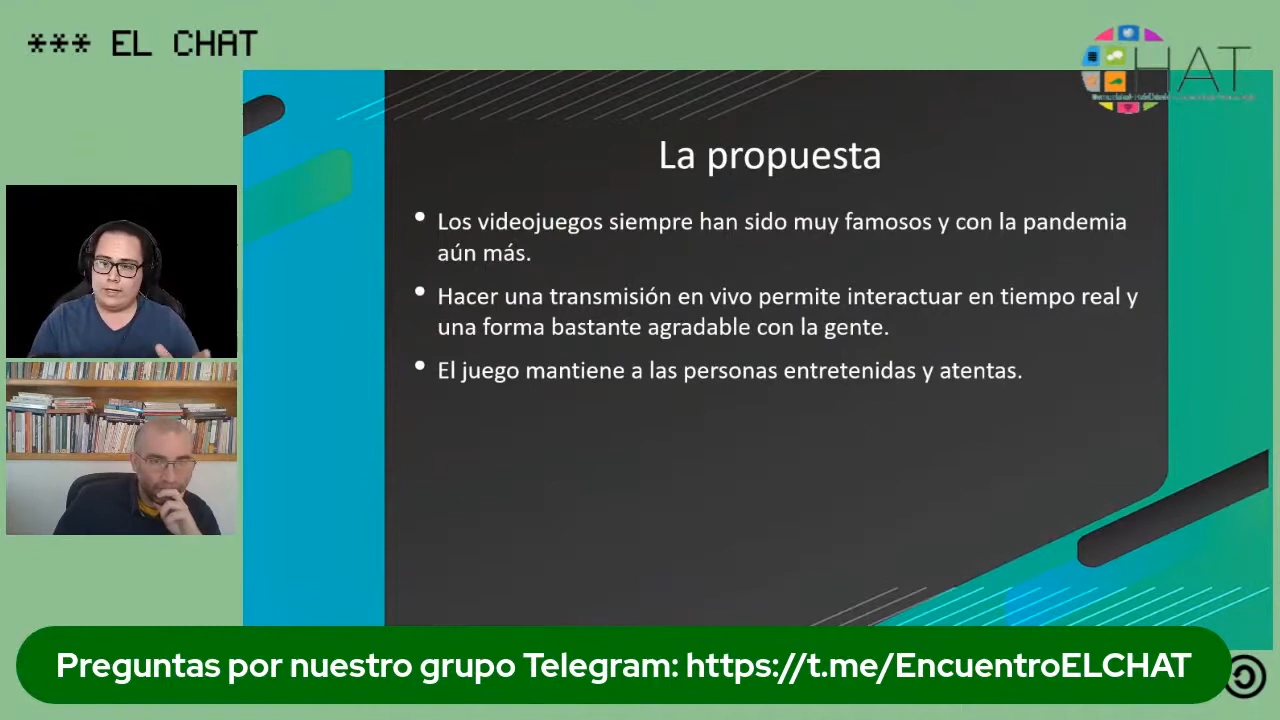 *** EL CHAT
HAT
La propuesta
• Los videojuegos siempre han sido muy famosos y con la pandemia
aún más.
• Hacer una transmisión en vivo permite interactuar en tiempo real y
una forma bastante agradable con la gente.
• El juego mantiene a las personas entretenidas y atentas.
Preguntas por nuestro grupo Telegram: https://t.me/EncuentroELCHAT